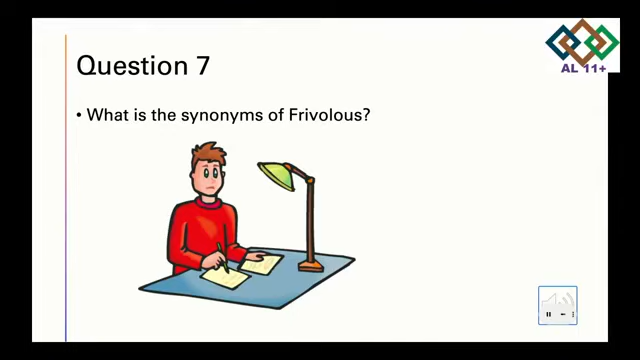 AL 11+
Question 7
• What is the synonyms of Frivolous?